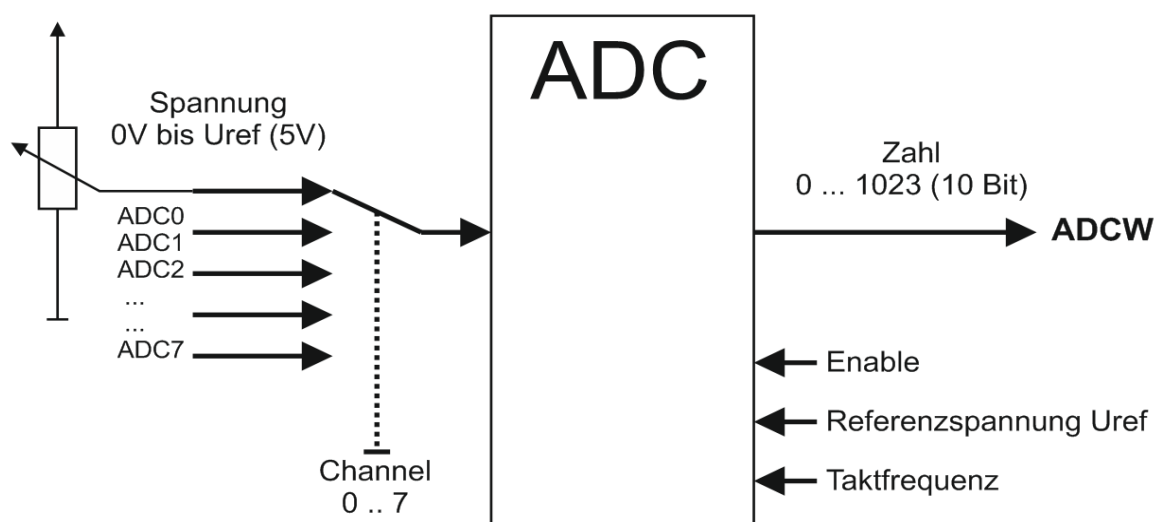 ADC
Spannung
0V bis Uref (5V)
ADC0
ADC1
ADC2
...
...
ADC7
Channel
0 .. 7
Zahl
0 ... 1023 (10 Bit)
ADCW
Enable
Referenzspannung Uref
Taktfrequenz